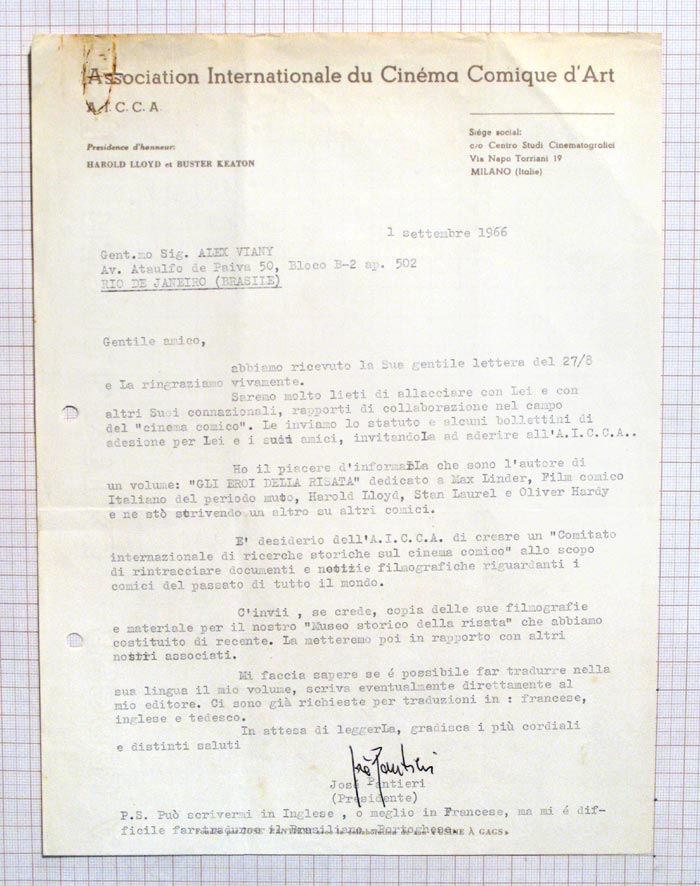 Association Internationale du Cinéma Comique d'Art
A.I.C.C.A.
Presidence d'honneur:
HAROLD LLOYD et BUSTER KEATON
Siége social:
c/o Centro Studi Cinematografici
Via Napo Torriani 19
MILANO (Italie)
1 settembre 1966
Gent.mo Sig. ALEX VIANY
Av. Ataulfo de Paiva 50, Bloco B-2 ap. 502
RIO DE JANEIRO (BRASIIE)
Gentile amico,
abbiamo ricevuto la Sua gentile lettera del 27/8
e La ringraziamo vivamente.
Saremo molto lieti di allacciare con Lei e con
altri Suoi connazionali, rapporti di collaborazione nel campo
del "cinema comico". Le inviamo lo statuto e alcuni bollettini di
adesione per Lei e i suoi amici, invitandoLa ad aderire all'A.I.C.C.A..
Ho il piacere d'informarLa che sono l'autore di
un volume: "GLI EROI DELLA RISATA" dedicato a Max Linder, Film comico
Italiano del periodo muto, Harold Lloyd, Stan Laurel e Oliver Hardy
e ne stò scrivendo un altro su altri comici.
E' desiderio dell'A.I.C.C.A. di creare un "Comitato
internazionale di ricerche storiche sul cinema comico" allo scopo
di rintracciare documenti e notizie filmografiche riguardanti i
comici del passato di tutto il mondo.
C'invii , se crede, copia delle sue filmografie
e materiale per il nostro "Museo storico della risata" che abbiamo
costituito di recente. La metteremo poi in rapporto con altri
nostri associati.
Mi faccia sapere se é possibile far tradurre nella
sua lingua il mio volume, scriva eventualmente direttamente al
mio editore. Ci sono già richieste per traduzioni in : francese,
inglese e tedesco.
In attesa di leggerLa, gradisca i più cordiali
e distinti saluti
José Pantieri
José Pantieri
(Presidente)
P.S. Può scrivermi in Inglese , o meglio in Francese, ma mi é dif-
ficile far tradurre il Brasiliano Portoghese.
À GAGS.